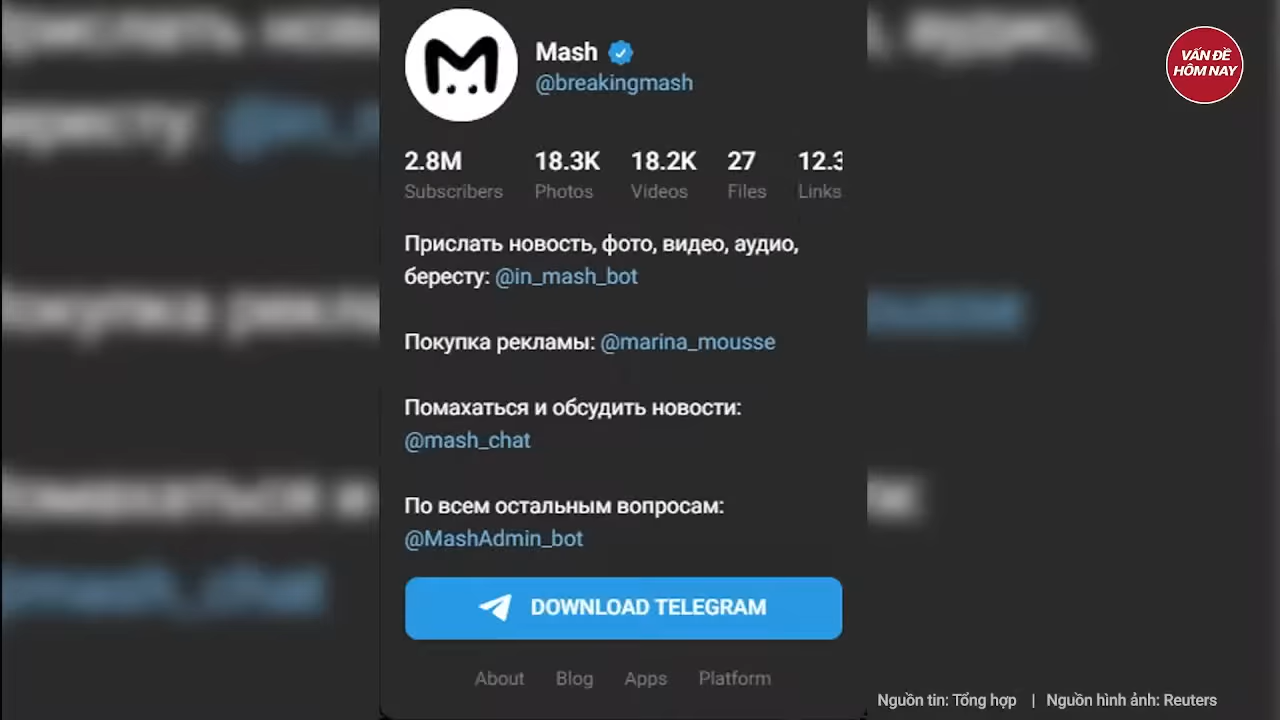 Mash
@breakingmash
VẤN ĐỀ
HÔM NAY
2.8M 18.3K 18.2K 27 12.3
Subscribers Photos Videos Files Links
Прислать новость, фото, видео, аудио,
бересту: @in_mash_bot
Покупка рекламы: @marina_mousse
Помахаться и обсудить новости:
@mash_chat
По всем остальным вопросам:
@MashAdmin_bot
DOWNLOAD TELEGRAM
About Blog Apps Platform
Nguồn tin: Tổng hợp | Nguồn hình ảnh: Reuters